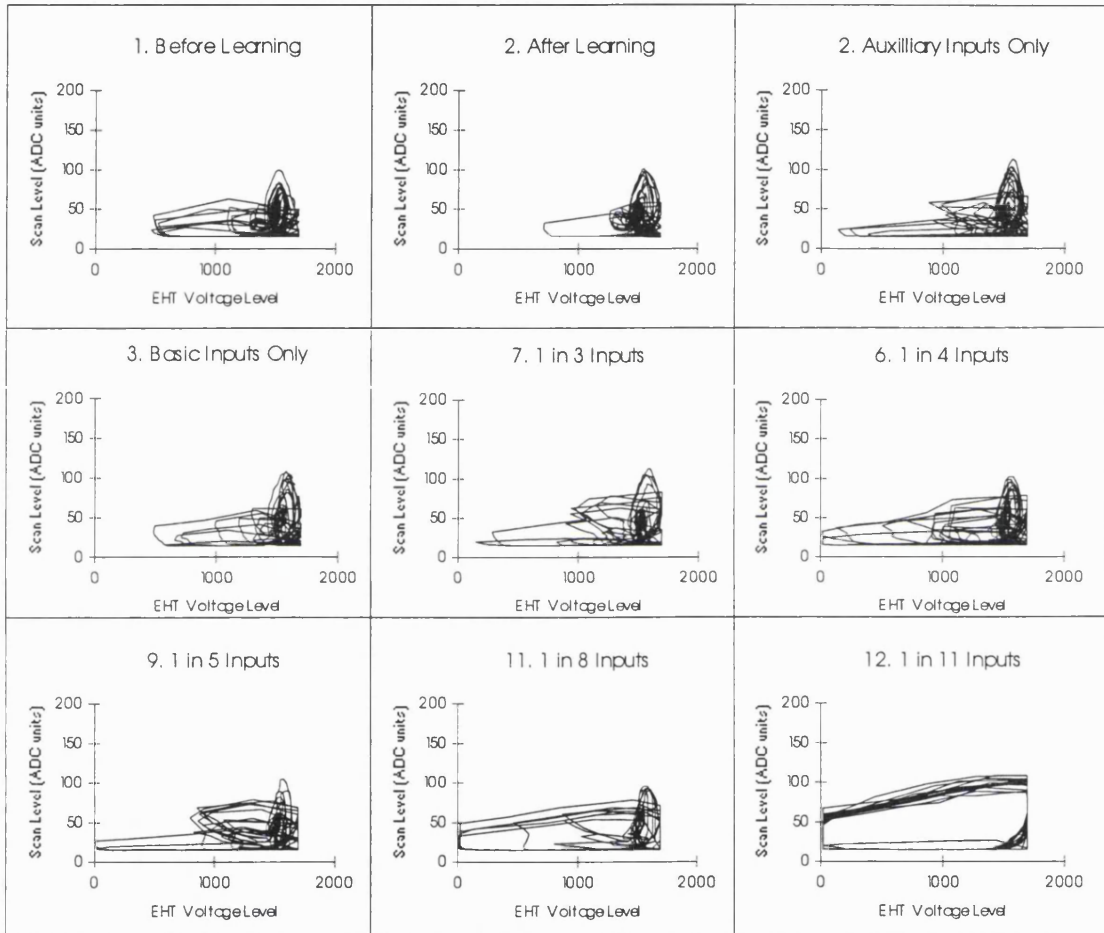 1. Before Learning
Scan Level (ADC units)
200
150
100
50
0
0 1000 2000
EHT Voltage Level
2. After Learning
Scan Level (ADC units)
200
150
100
50
0
0 1000 2000
EHT Voltage Level
2. Auxilliary Inputs Only
Scan Level (ADC units)
200
150
100
50
0
0 1000 2000
EHT Voltage Level
3. Basic Inputs Only
Scan Level (ADC units)
200
150
100
50
0
0 1000 2000
EHT Voltage Level
7. 1 in 3 Inputs
Scan Level (ADC units)
200
150
100
50
0
0 1000 2000
EHT Voltage Level
6. 1 in 4 Inputs
Scan Level (ADC units)
200
150
100
50
0
0 1000 2000
EHT Voltage Level
9. 1 in 5 Inputs
Scan Level (ADC units)
200
150
100
50
0
0 1000 2000
EHT Voltage Level
11. 1 in 8 Inputs
Scan Level (ADC units)
200
150
100
50
0
0 1000 2000
EHT Voltage Level
12. 1 in 11 Inputs
Scan Level (ADC units)
200
150
100
50
0
0 1000 2000
EHT Voltage Level